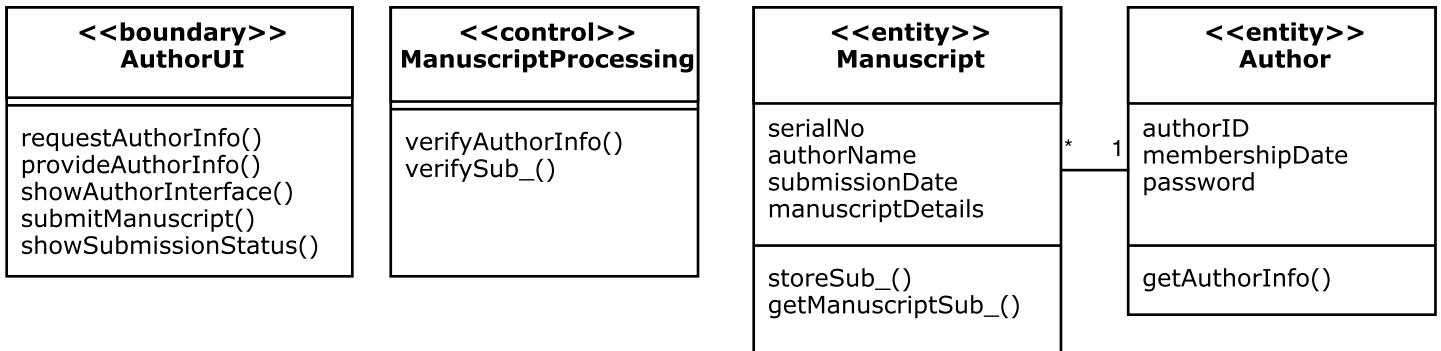 <<boundary>>
AuthorUI
requestAuthorInfo()
provideAuthorInfo()
showAuthorInterface()
submitManuscript()
showSubmissionStatus()
<<control>>
ManuscriptProcessing
verifyAuthorInfo()
verifySub_()
<<entity>>
Manuscript
serialNo
authorName
submissionDate
manuscriptDetails
storeSub_()
getManuscriptSub_()
* 1
<<entity>>
Author
authorID
membershipDate
password
getAuthorInfo()